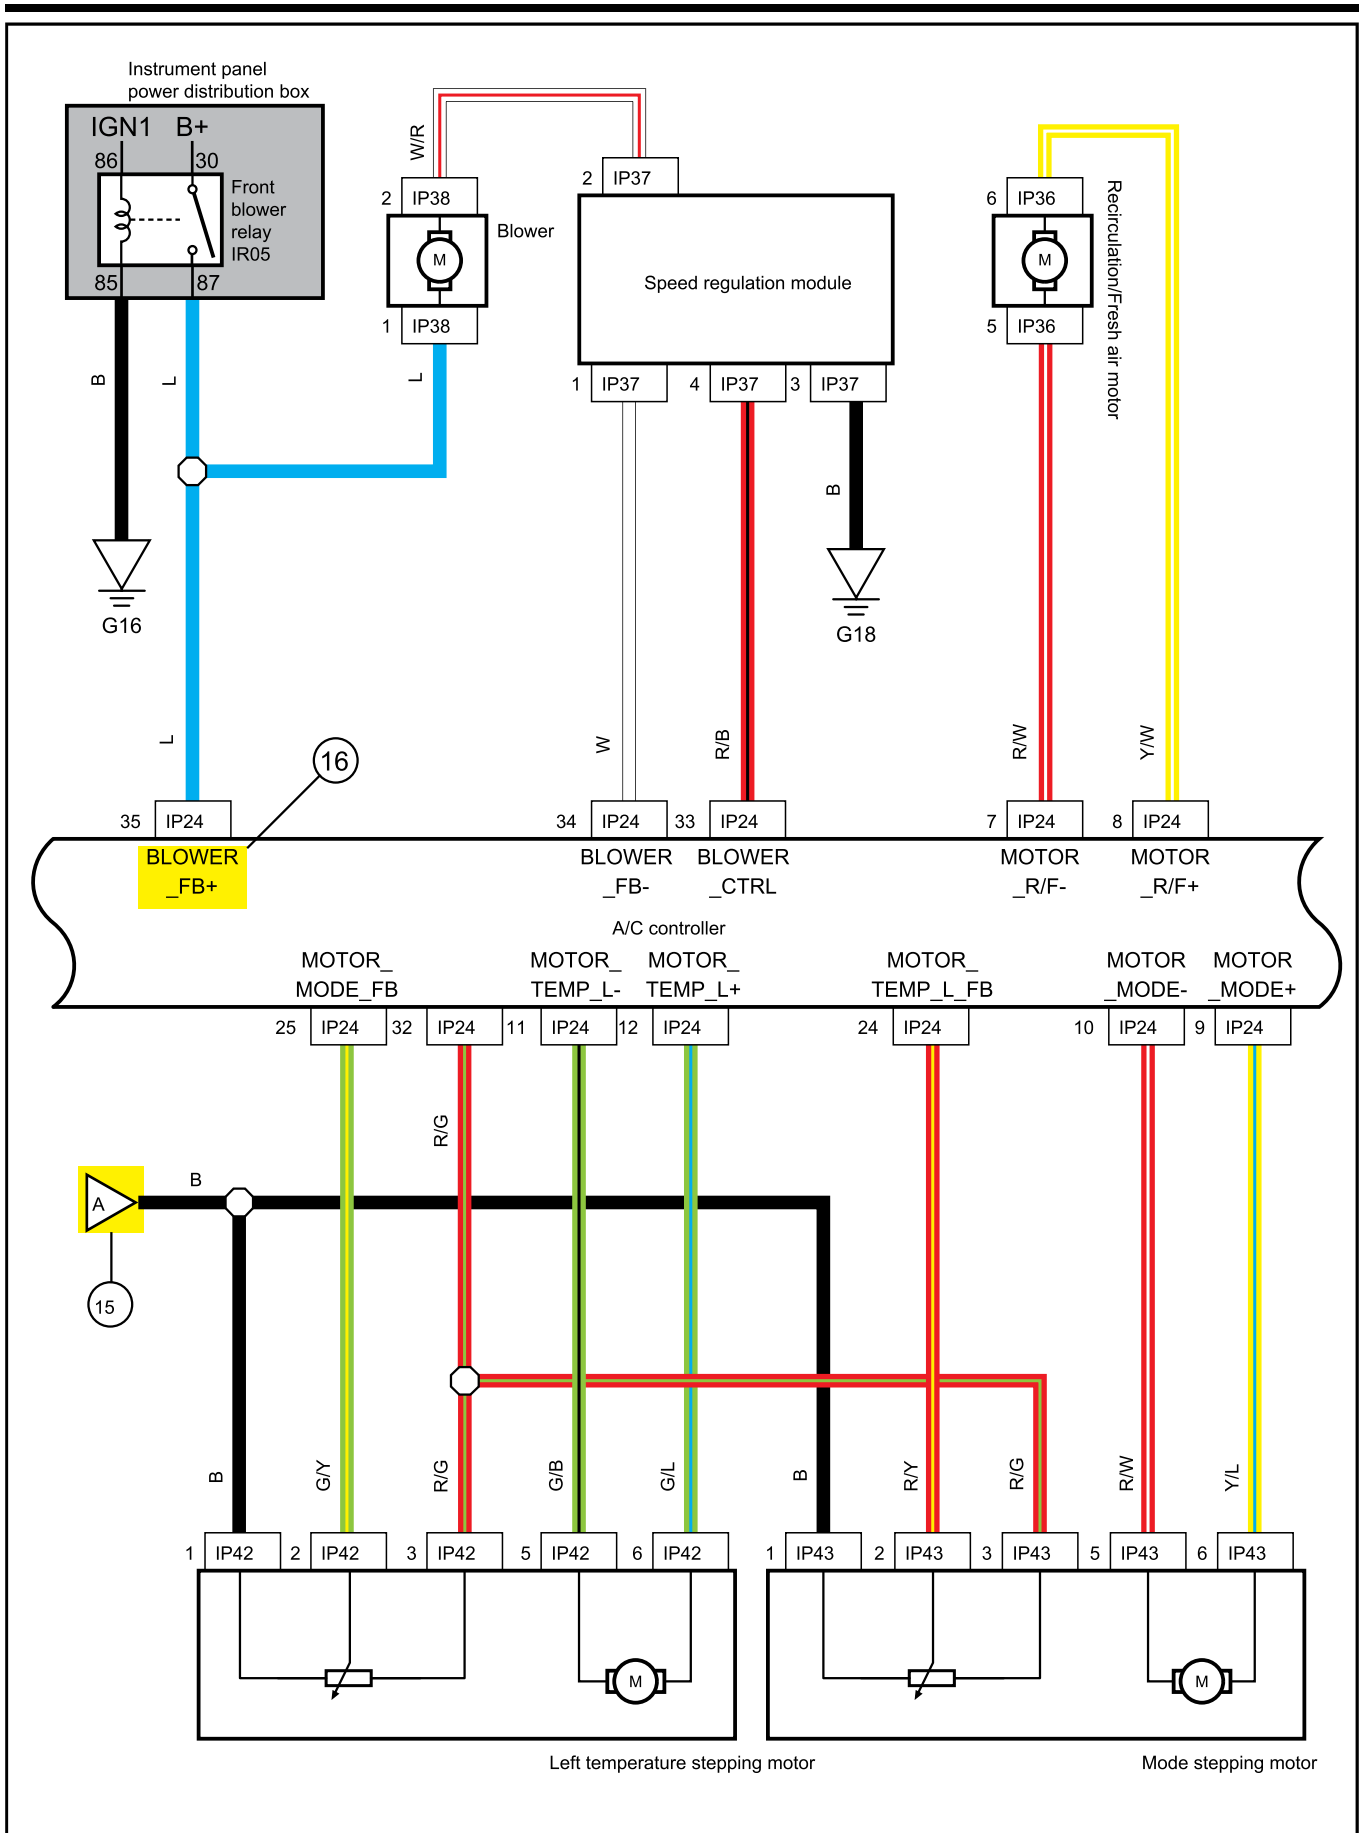 Instrument panel
power distribution box
IGN1 B+
86 30
Front
blower
relay
IR05
85 87
B
L
G16
L
W/R
2 IP38
Blower
M
1 IP38
L
2 IP37
Speed regulation module
1 IP37 4 IP37 3 IP37
B
G18
6 IP36
M
5 IP36
Recirculation/Fresh air motor
W
R/B
R/W
Y/W
16
35 IP24 34 IP24 33 IP24 7 IP24 8 IP24
BLOWER
_FB+
BLOWER
_FB-
BLOWER
_CTRL
MOTOR
_R/F-
MOTOR
_R/F+
A/C controller
MOTOR_
MODE_FB
MOTOR_
TEMP_L-
MOTOR_
TEMP_L+
MOTOR_
TEMP_L_FB
MOTOR
_MODE-
MOTOR
_MODE+
25 IP24 32 IP24 11 IP24 12 IP24 24 IP24 10 IP24 9 IP24
R/G
A
B
15
B
G/Y
R/G
G/B
G/L
B
R/Y
R/G
R/W
Y/L
1 IP42 2 IP42 3 IP42 5 IP42 6 IP42
1 IP43 2 IP43 3 IP43 5 IP43 6 IP43
M
M
Left temperature stepping motor
Mode stepping motor